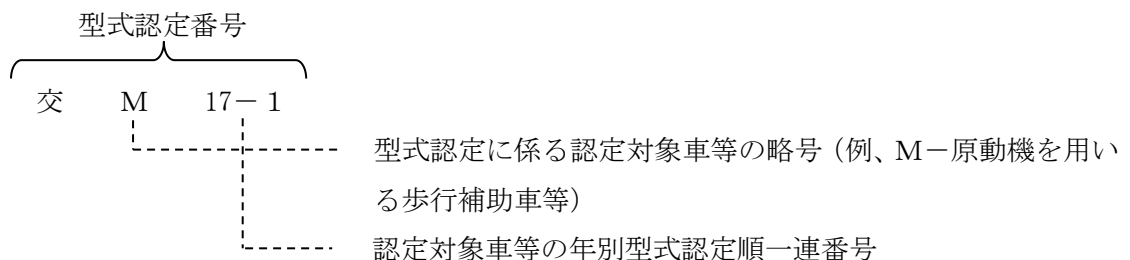 型式認定番号
交 M 17-1
型式認定に係る認定対象車等の略号（例、M－原動機を用い
る歩行補助車等）
認定対象車等の年別型式認定順一連番号